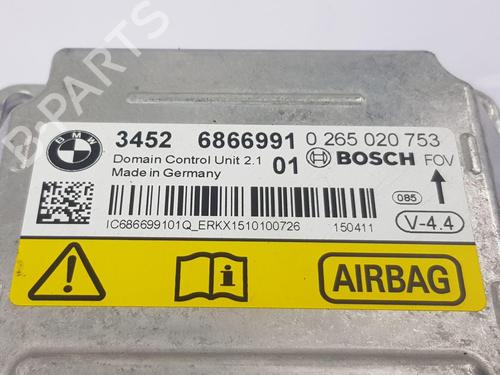 B-PARTS
BMW
3452 6866991 01 0 265 020 753
Domain Control Unit 2.1
Made in Germany
BOSCH FOV
085
V-4.4
IC686699101Q_ERKX1510100726 150411
AIRBAG